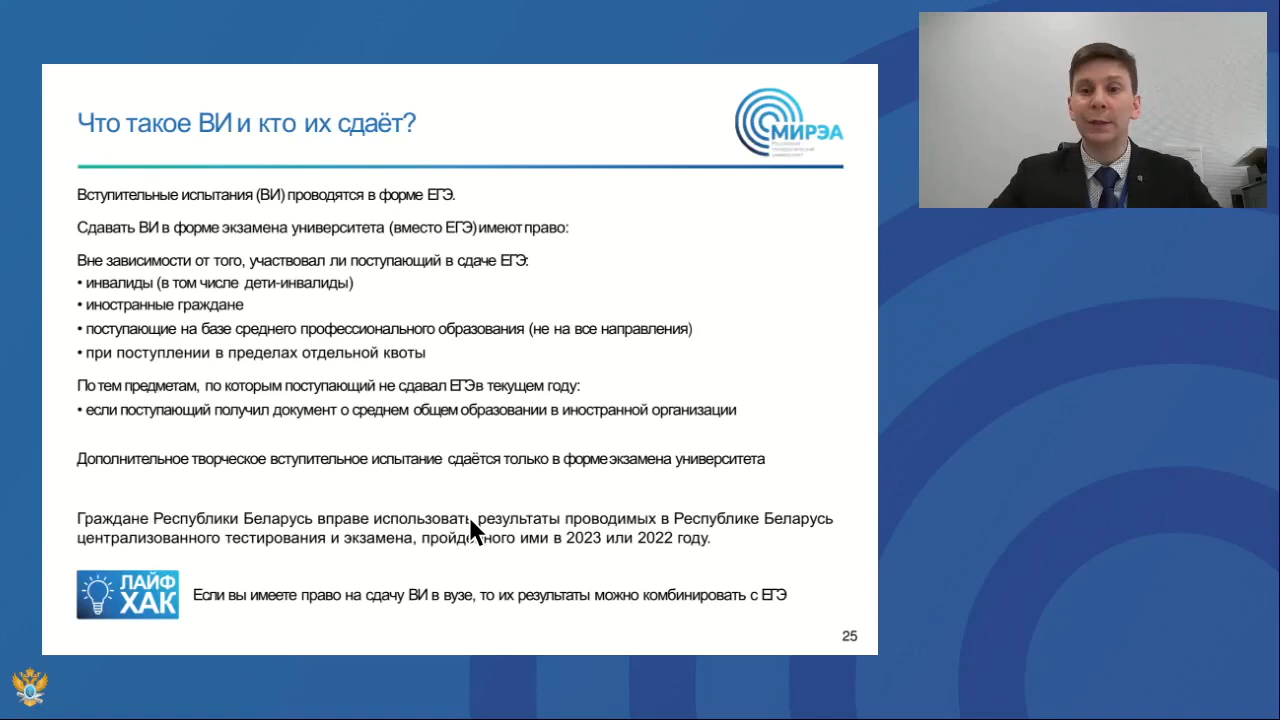 Что такое ВИ и кто их сдаёт?
МИРЭА
Российский
технологический
университет
Вступительные испытания (ВИ) проводятся в форме ЕГЭ.
Сдавать ВИ в форме экзамена университета (вместо ЕГЭ) имеют право:
Вне зависимости от того, участвовал ли поступающий в сдаче ЕГЭ:
• инвалиды (в том числе дети-инвалиды)
• иностранные граждане
• поступающие на базе среднего профессионального образования (не на все направления)
• при поступлении в пределах отдельной квоты
По тем предметам, по которым поступающий не сдавал ЕГЭ в текущем году:
• если поступающий получил документ о среднем общем образовании в иностранной организации
Дополнительное творческое вступительное испытание сдаётся только в форме экзамена университета
Граждане Республики Беларусь вправе использовать результаты проводимых в Республике Беларусь
централизованного тестирования и экзамена, пройденного ими в 2023 или 2022 году.
ЛАЙФ
ХАК
Если вы имеете право на сдачу ВИ в вузе, то их результаты можно комбинировать с ЕГЭ
25